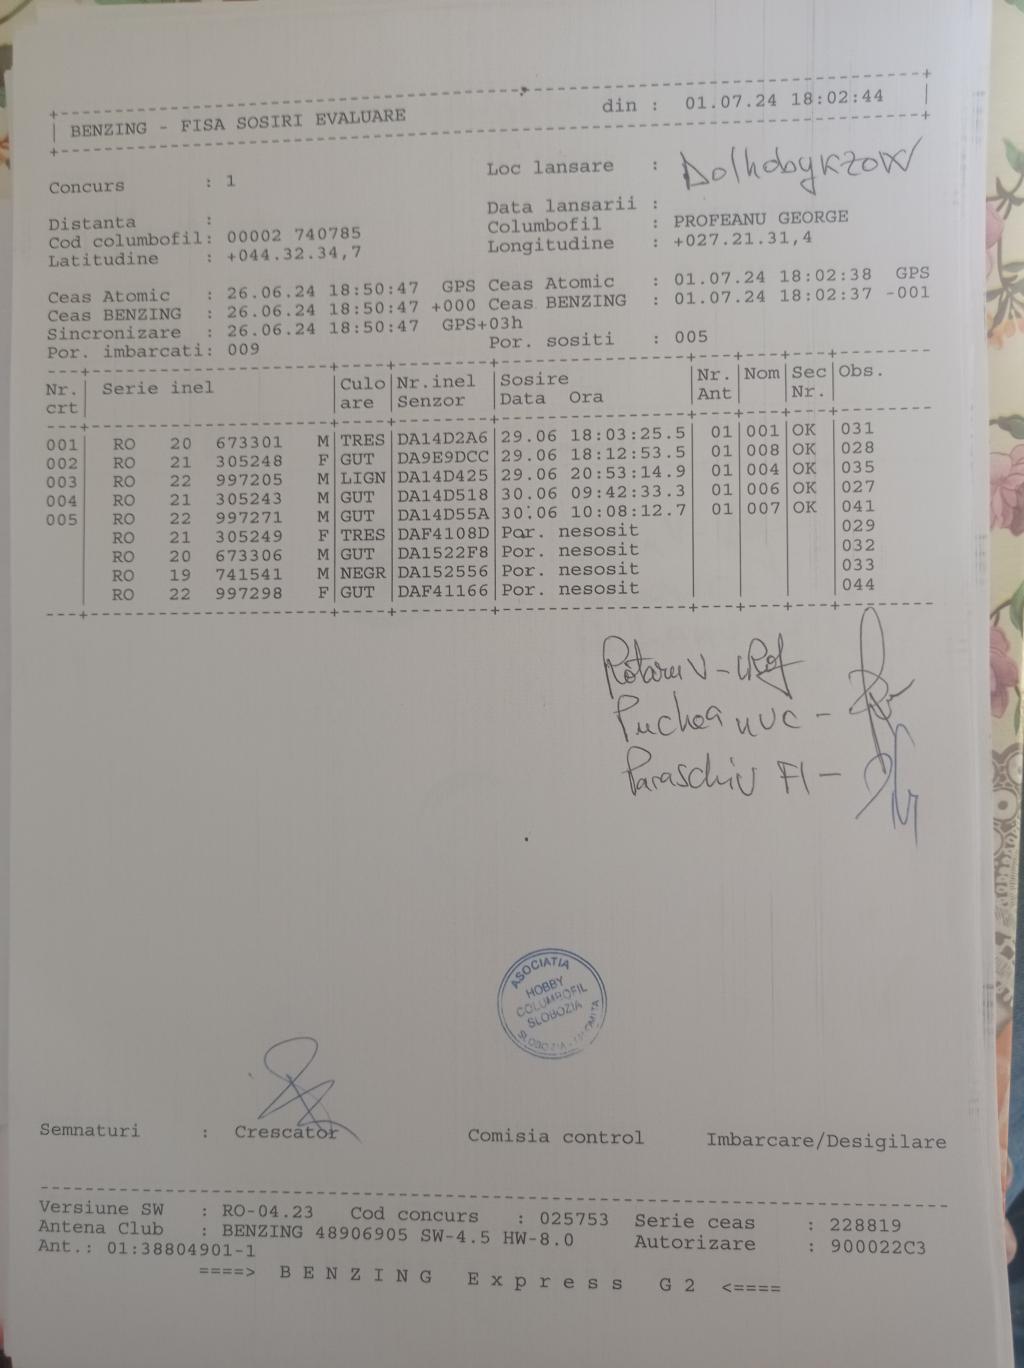 BENZING - FISA SOSIRI EVALUARE din : 01.07.24 18:02:44
Concurs : 1 Loc lansare : Dolhobykzow
Distanta : Data lansarii :
Cod columbofil: 00002 740785 Columbofil : PROFEANU GEORGE
Latitudine : +044.32.34,7 Longitudine : +027.21.31,4
Ceas Atomic : 26.06.24 18:50:47 GPS Ceas Atomic : 01.07.24 18:02:38 GPS
Ceas BENZING : 26.06.24 18:50:47 +000 Ceas BENZING : 01.07.24 18:02:37 -001
Sincronizare : 26.06.24 18:50:47 GPS+03h
Por. imbarcati: 009 Por. sositi : 005
Nr. Serie inel Culo Nr.inel Sosire Nr. Nom Sec Obs.
crt are Senzor Data Ora Ant Nr.
001 RO 20 673301 M TRES DA14D2A6 29.06 18:03:25.5 01 001 OK 031
002 RO 21 305248 F GUT DA9E9DCC 29.06 18:12:53.5 01 008 OK 028
003 RO 22 997205 M LIGN DA14D425 29.06 20:53:14.9 01 004 OK 035
004 RO 21 305243 M GUT DA14D518 30.06 09:42:33.3 01 006 OK 027
005 RO 22 997271 M GUT DA14D55A 30.06 10:08:12.7 01 007 OK 041
RO 21 305249 F TRES DAF4108D Por. nesosit 029
RO 20 673306 M GUT DA1522F8 Por. nesosit 032
RO 19 741541 M NEGR DA152556 Por. nesosit 033
RO 22 997298 F GUT DAF41166 Por. nesosit 044
Rotaru V -
Pucheanu C -
Paraschiv FI -
ASOCIATIA
HOBBY
COLUMBOFIL
SLOBOZIA
SLOBOZIA - IALOMITA
Semnaturi : Crescator Comisia control Imbarcare/Desigilare
Versiune SW : RO-04.23 Cod concurs : 025753 Serie ceas : 228819
Antena Club : BENZING 48906905 SW-4.5 HW-8.0 Autorizare : 900022C3
Ant.: 01:38804901-1
====> BENZING Express G2 <====